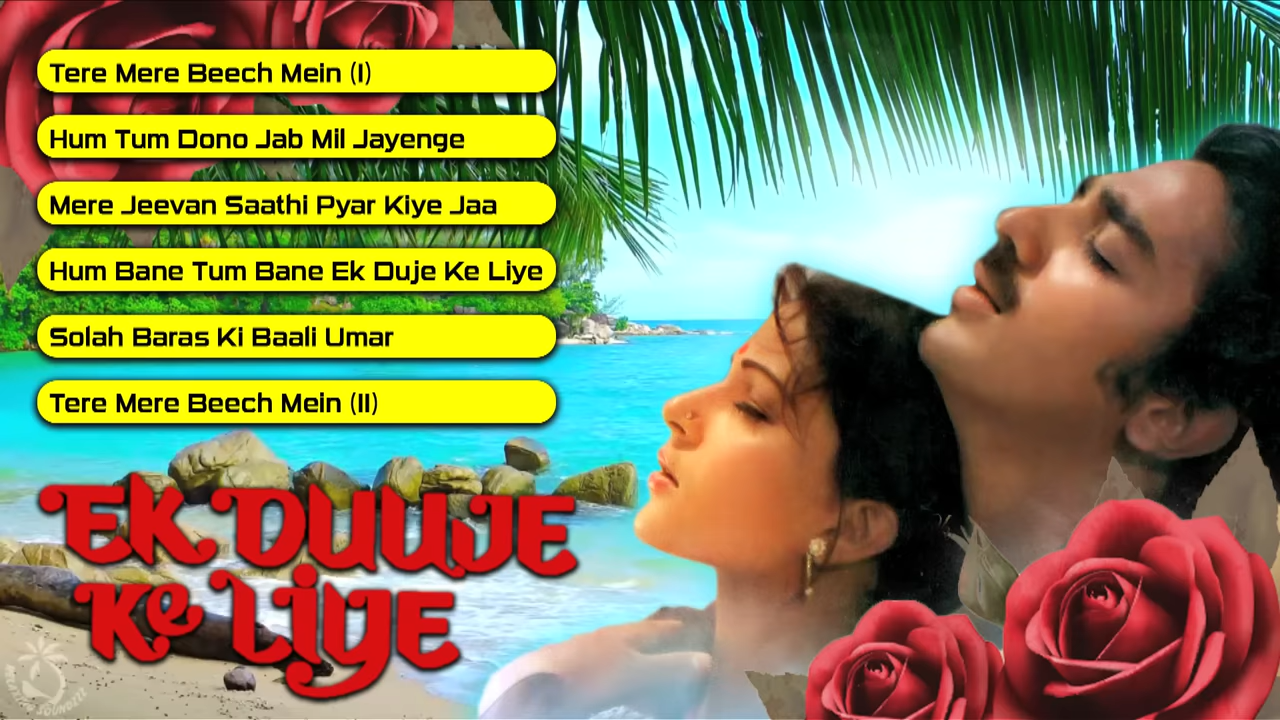 Tere Mere Beech Mein (I)
Hum Tum Dono Jab Mil Jayenge
Mere Jeevan Saathi Pyar Kiye Jaa
Hum Bane Tum Bane Ek Duje Ke Liye
Solah Baras Ki Baali Umar
Tere Mere Beech Mein (II)
EK DUUJE
Ke LiYE